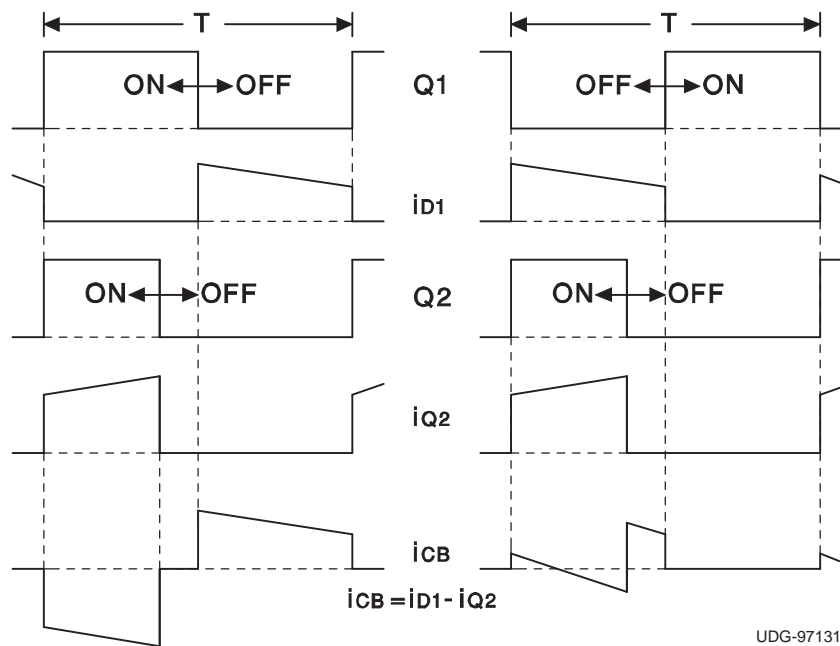 T T
ON OFF Q1 OFF ON
iD1
ON OFF Q2 ON OFF
iQ2
iCB
iCB = iD1 - iQ2
UDG-97131